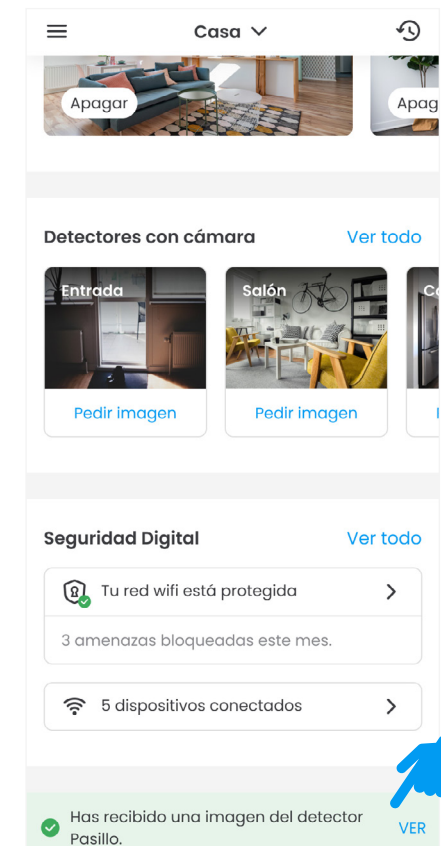 Casa
Apagar
Apag
Detectores con cámara
Ver todo
Entrada
Salón
Pedir imagen
Pedir imagen
Seguridad Digital
Ver todo
Tu red wifi está protegida
3 amenazas bloqueadas este mes.
5 dispositivos conectados
Has recibido una imagen del detector
Pasillo.
VER